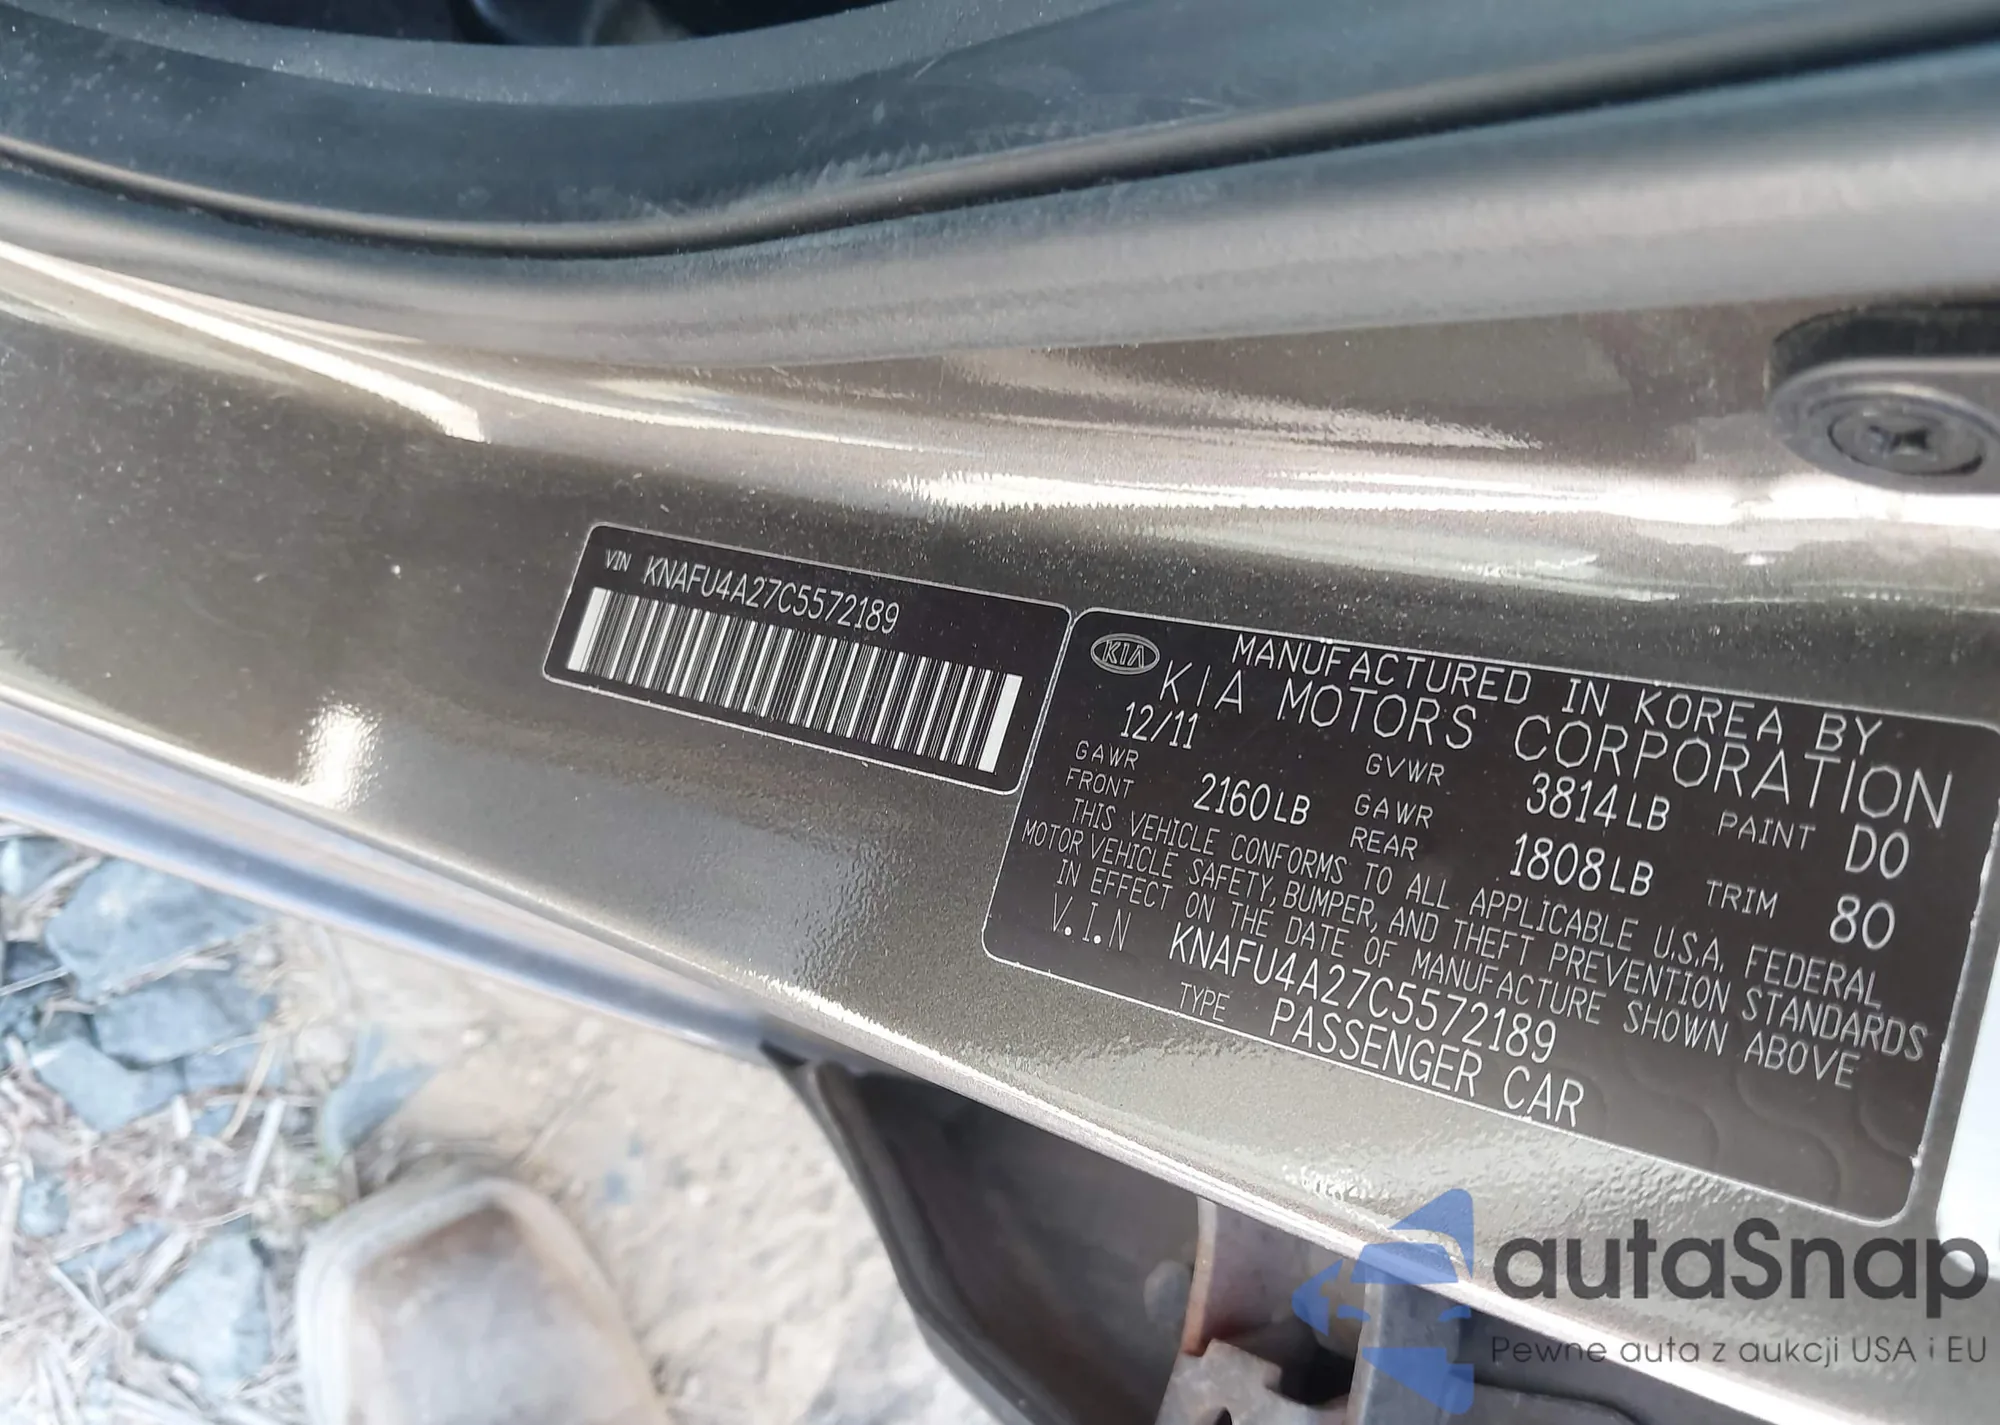 VIN KNAFU4A27C5572189
KIA
MANUFACTURED IN KOREA BY
KIA MOTORS CORPORATION
12/11
GAWR FRONT 2160LB
GVWR 3814LB
GAWR REAR 1808LB
PAINT D0
TRIM 80
THIS VEHICLE CONFORMS TO ALL APPLICABLE U.S.A. FEDERAL
MOTOR VEHICLE SAFETY, BUMPER, AND THEFT PREVENTION STANDARDS
IN EFFECT ON THE DATE OF MANUFACTURE SHOWN ABOVE
V.I.N KNAFU4A27C5572189
TYPE PASSENGER CAR
autaSnap
Pewne auta z aukcji USA i EU